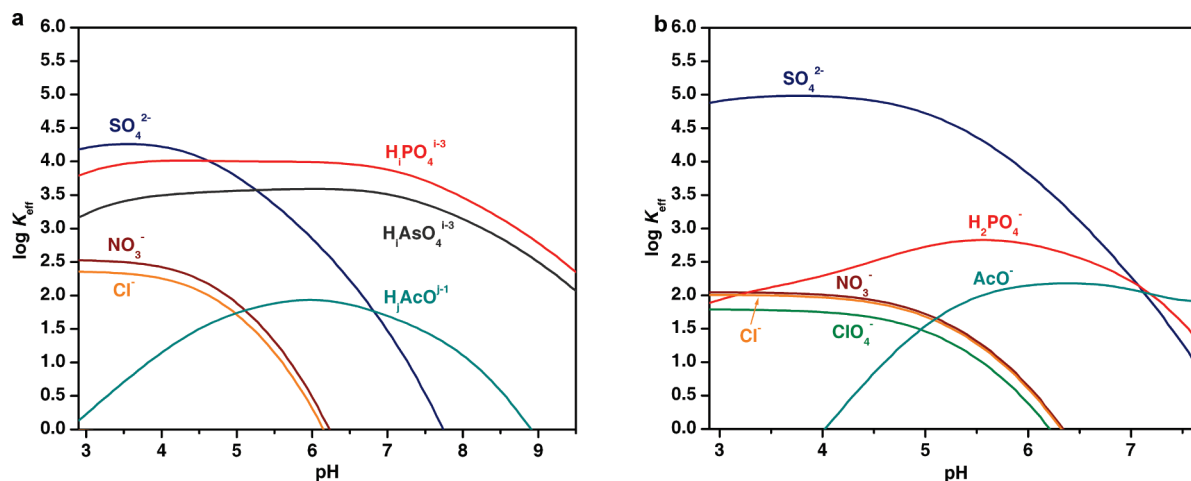 a
6.0
5.5
5.0
4.5
4.0
3.5
3.0
2.5
2.0
1.5
1.0
0.5
0.0
log K_eff
SO₄²⁻
HᵢPO₄ⁱ⁻³
HᵢAsO₄ⁱ⁻³
NO₃⁻
Cl⁻
HⱼAcOʲ⁻¹
3 4 5 6 7 8 9
pH
b
6.0
5.5
5.0
4.5
4.0
3.5
3.0
2.5
2.0
1.5
1.0
0.5
0.0
log K_eff
SO₄²⁻
H₂PO₄⁻
NO₃⁻
AcO⁻
Cl⁻
ClO₄⁻
3 4 5 6 7
pH